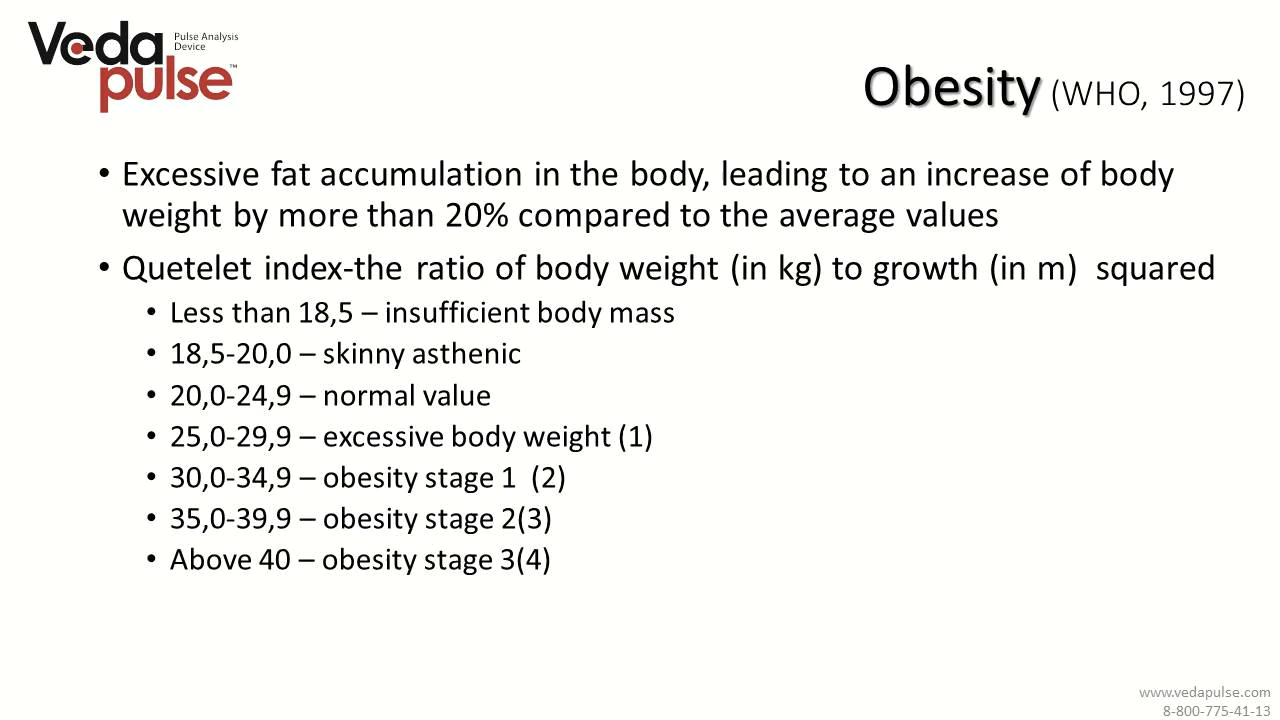 Veda
pulse™
Pulse Analysis
Device
Obesity (WHO, 1997)
• Excessive fat accumulation in the body, leading to an increase of body
weight by more than 20% compared to the average values
• Quetelet index-the ratio of body weight (in kg) to growth (in m)  squared
• Less than 18,5 – insufficient body mass
• 18,5-20,0 – skinny asthenic
• 20,0-24,9 – normal value
• 25,0-29,9 – excessive body weight (1)
• 30,0-34,9 – obesity stage 1  (2)
• 35,0-39,9 – obesity stage 2(3)
• Above 40 – obesity stage 3(4)
www.vedapulse.com
8-800-775-41-13